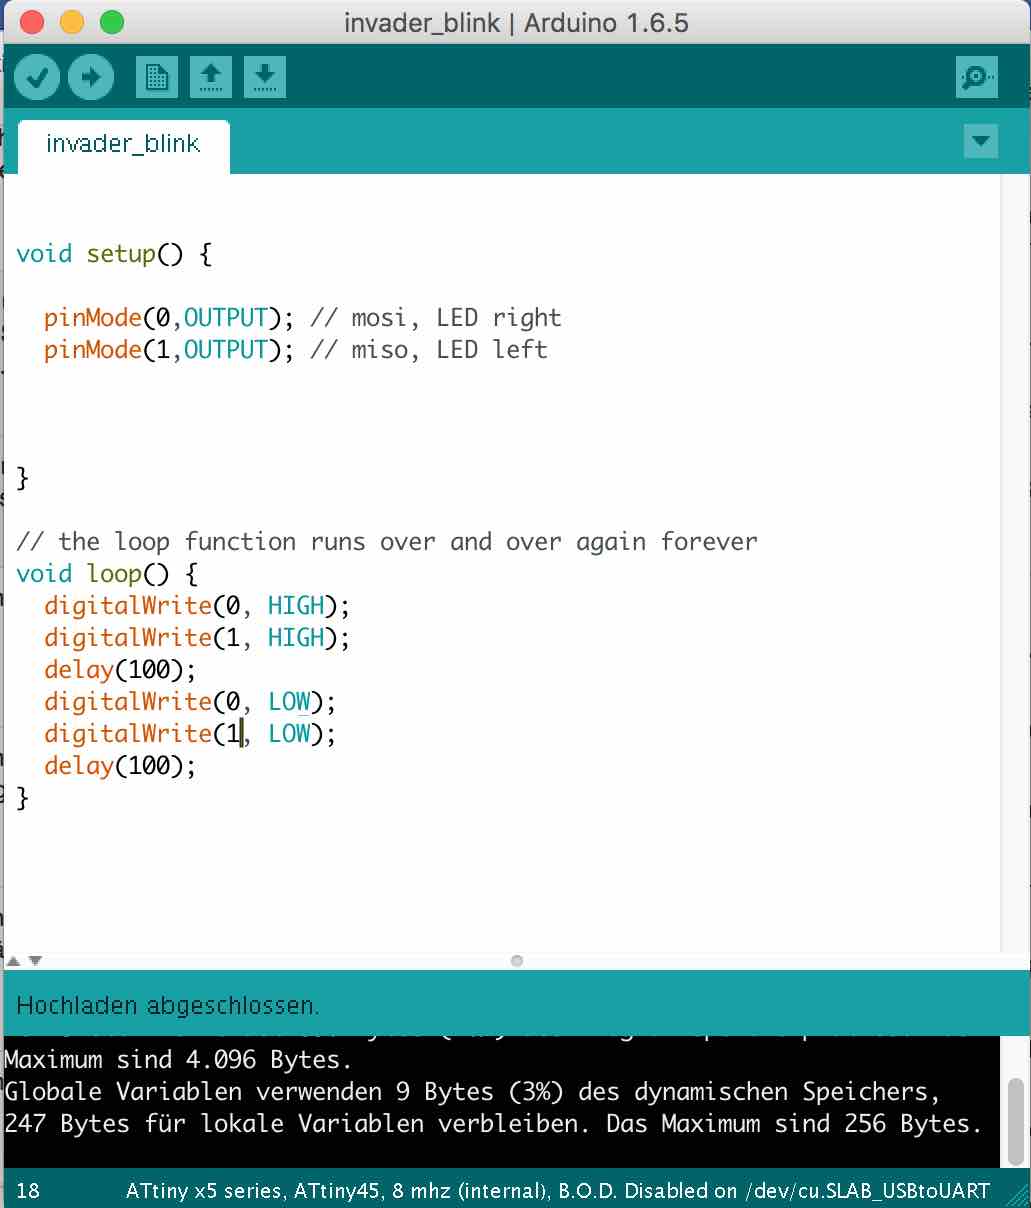 invader_blink | Arduino 1.6.5
invader_blink
void setup() {
pinMode(0,OUTPUT); // mosi, LED right
pinMode(1,OUTPUT); // miso, LED left
}
// the loop function runs over and over again forever
void loop() {
digitalWrite(0, HIGH);
digitalWrite(1, HIGH);
delay(100);
digitalWrite(0, LOW);
digitalWrite(1, LOW);
delay(100);
}
Hochladen abgeschlossen.
Maximum sind 4.096 Bytes.
Globale Variablen verwenden 9 Bytes (3%) des dynamischen Speichers,
247 Bytes für lokale Variablen verbleiben. Das Maximum sind 256 Bytes.
18 ATtiny x5 series, ATtiny45, 8 mhz (internal), B.O.D. Disabled on /dev/cu.SLAB_USBtoUART